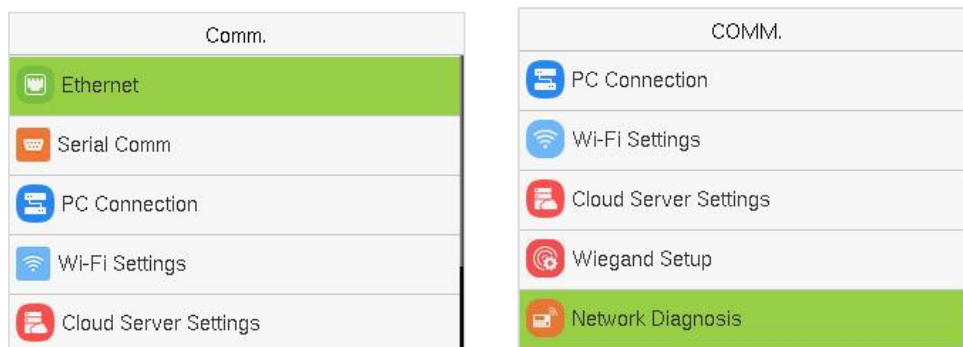 Comm.
Ethernet
Serial Comm
PC Connection
Wi-Fi Settings
Cloud Server Settings
COMM.
PC Connection
Wi-Fi Settings
Cloud Server Settings
Wiegand Setup
Network Diagnosis